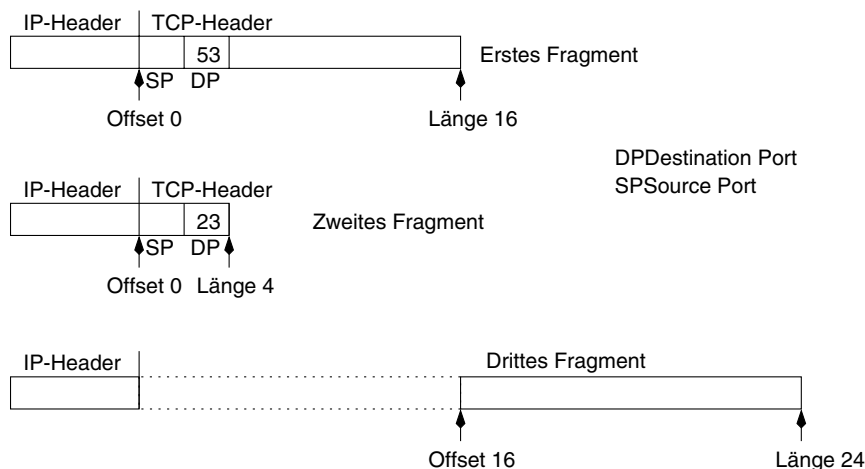 IP-Header TCP-Header
53 Erstes Fragment
SP DP
Offset 0 Länge 16
DPDestination Port
SPSource Port
IP-Header TCP-Header
23 Zweites Fragment
SP DP
Offset 0 Länge 4
IP-Header Drittes Fragment
Offset 16 Länge 24